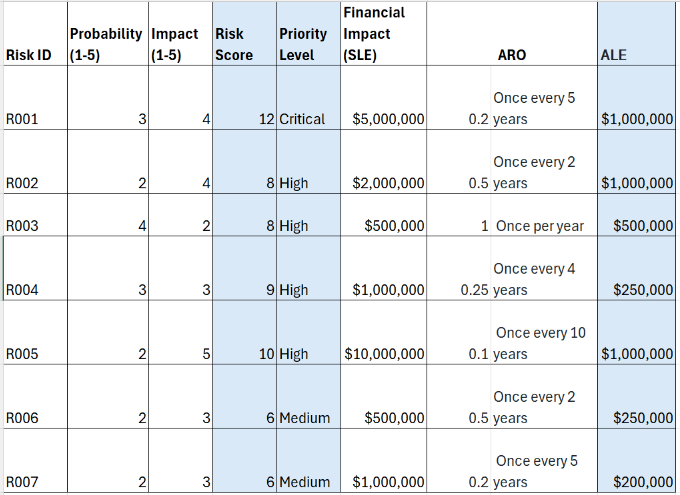 Risk ID Probability (1-5) Impact (1-5) Risk Score Priority Level Financial Impact (SLE) ARO ALE
R001 3 4 12 Critical $5,000,000 0.2 Once every 5 years $1,000,000
R002 2 4 8 High $2,000,000 0.5 Once every 2 years $1,000,000
R003 4 2 8 High $500,000 1 Once per year $500,000
R004 3 3 9 High $1,000,000 0.25 Once every 4 years $250,000
R005 2 5 10 High $10,000,000 0.1 Once every 10 years $1,000,000
R006 2 3 6 Medium $500,000 0.5 Once every 2 years $250,000
R007 2 3 6 Medium $1,000,000 0.2 Once every 5 years $200,000